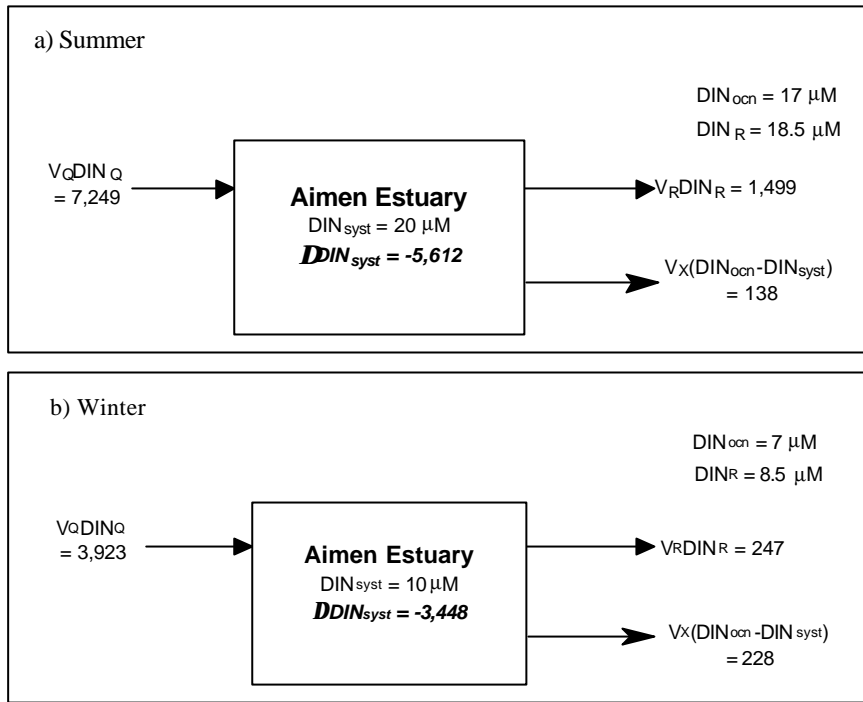 a) Summer
DINocn = 17 μM
DIN R = 18.5 μM
VQDIN Q
= 7,249
Aimen Estuary
DINsyst = 20 μM
DDINsyst = -5,612
VRDINR = 1,499
VX(DINocn-DINsyst)
= 138
b) Winter
DINocn = 7 μM
DINR = 8.5 μM
VQDINQ
= 3,923
Aimen Estuary
DINsyst = 10 μM
DDINsyst = -3,448
VRDINR = 247
VX(DINocn-DINsyst)
= 228